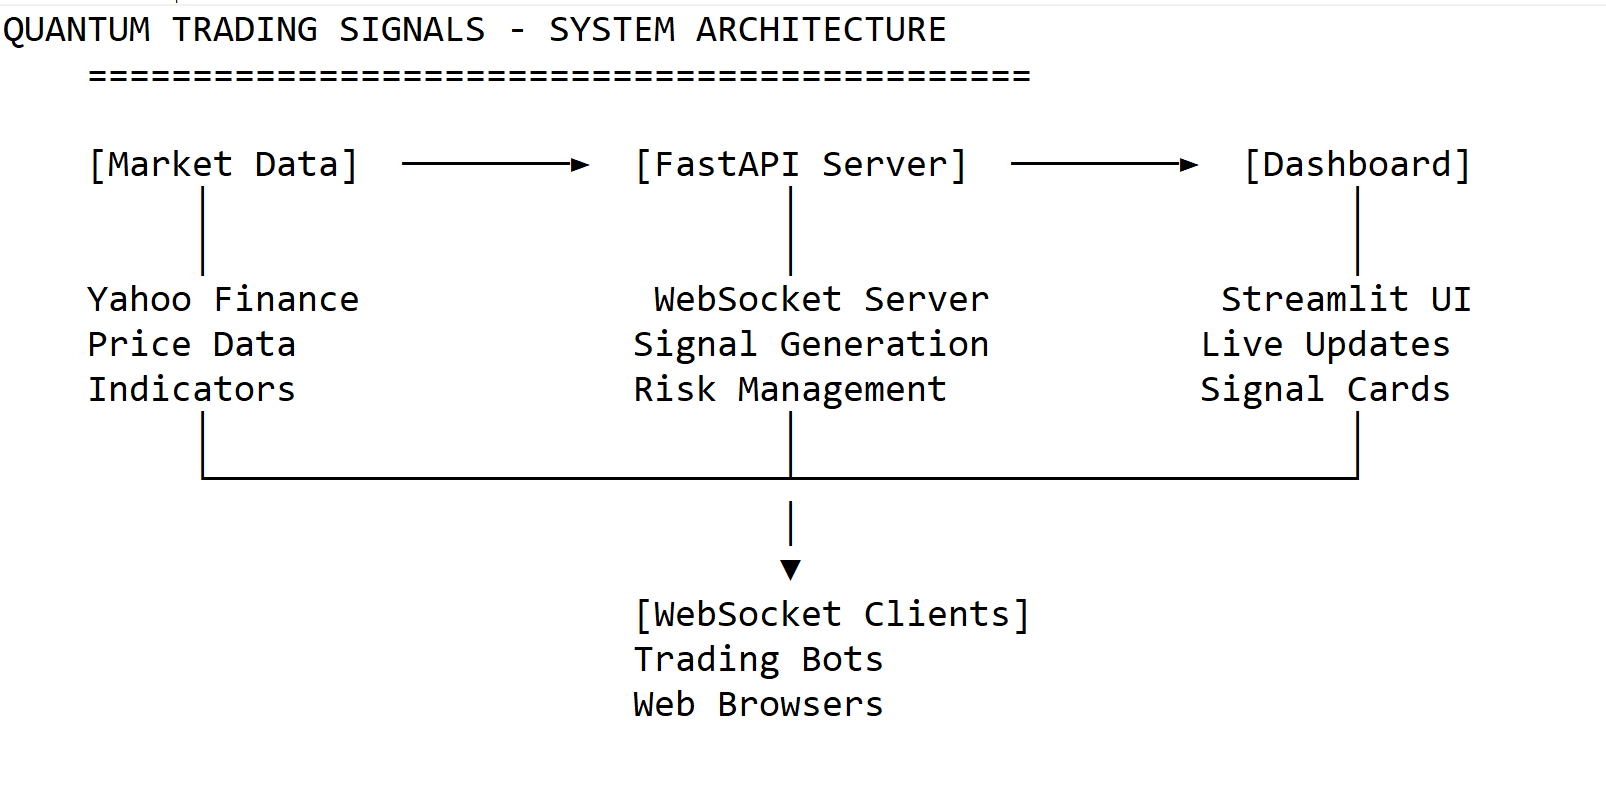 QUANTUM TRADING SIGNALS - SYSTEM ARCHITECTURE
=============================================
[Market Data] ────────► [FastAPI Server] ────────► [Dashboard]
Yahoo Finance WebSocket Server Streamlit UI
Price Data Signal Generation Live Updates
Indicators Risk Management Signal Cards
[WebSocket Clients]
Trading Bots
Web Browsers